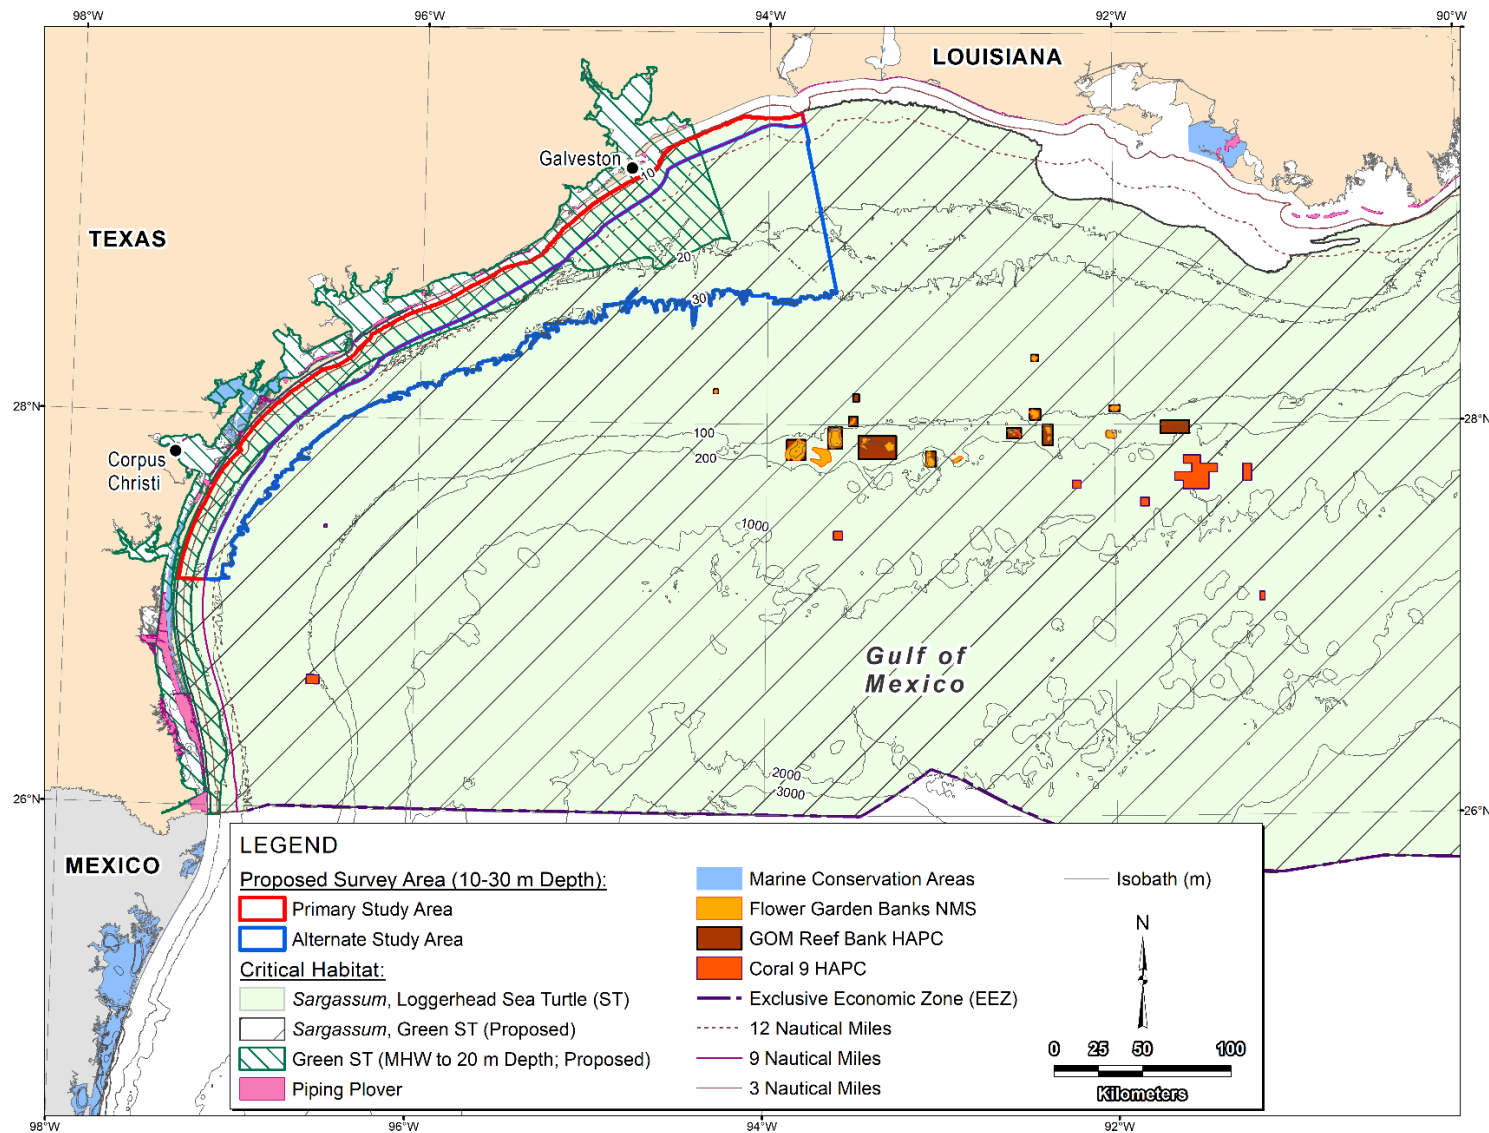 98°W
96°W
94°W
92°W
90°W
LOUISIANA
Galveston
10
TEXAS
20
30
28°N
28°N
100
Corpus
Christi
200
1000
Gulf of
Mexico
2000
3000
26°N
26°N
MEXICO
LEGEND
Proposed Survey Area (10-30 m Depth):
Primary Study Area
Alternate Study Area
Critical Habitat:
Sargassum, Loggerhead Sea Turtle (ST)
Sargassum, Green ST (Proposed)
Green ST (MHW to 20 m Depth; Proposed)
Piping Plover
Marine Conservation Areas
Flower Garden Banks NMS
GOM Reef Bank HAPC
Coral 9 HAPC
Exclusive Economic Zone (EEZ)
12 Nautical Miles
9 Nautical Miles
3 Nautical Miles
Isobath (m)
N
0 25 50 100
Kilometers
98°W
96°W
94°W
92°W